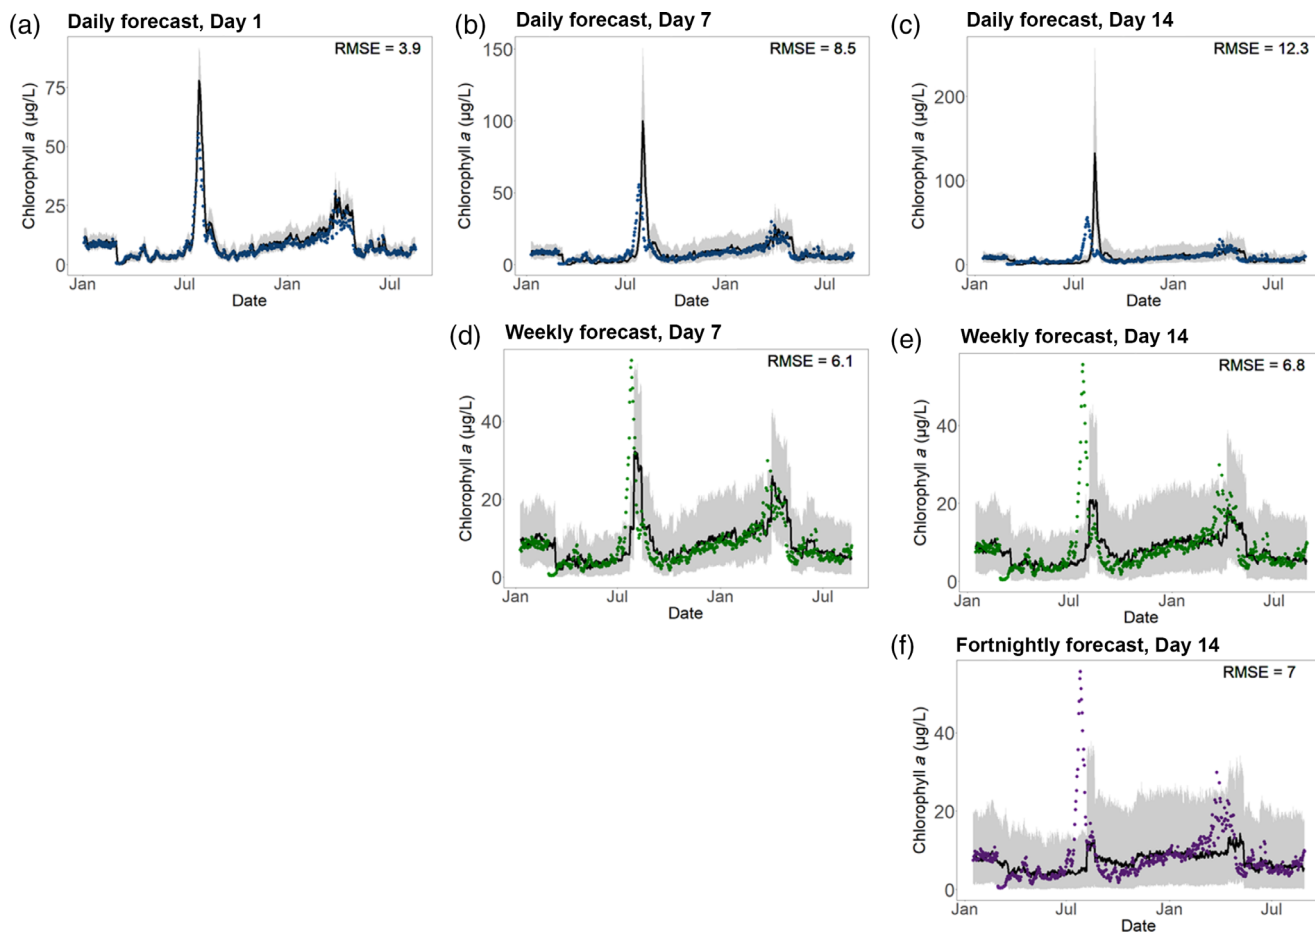 (a) Daily forecast, Day 1
RMSE = 3.9
Chlorophyll a (µg/L)
75
50
25
0
Jan Jul Jan Jul
Date
(b) Daily forecast, Day 7
RMSE = 8.5
Chlorophyll a (µg/L)
150
100
50
0
Jan Jul Jan Jul
Date
(c) Daily forecast, Day 14
RMSE = 12.3
Chlorophyll a (µg/L)
200
100
0
Jan Jul Jan Jul
Date
(d) Weekly forecast, Day 7
RMSE = 6.1
Chlorophyll a (µg/L)
40
20
0
Jan Jul Jan Jul
Date
(e) Weekly forecast, Day 14
RMSE = 6.8
Chlorophyll a (µg/L)
40
20
0
Jan Jul Jan Jul
Date
(f) Fortnightly forecast, Day 14
RMSE = 7
Chlorophyll a (µg/L)
40
20
0
Jan Jul Jan Jul
Date